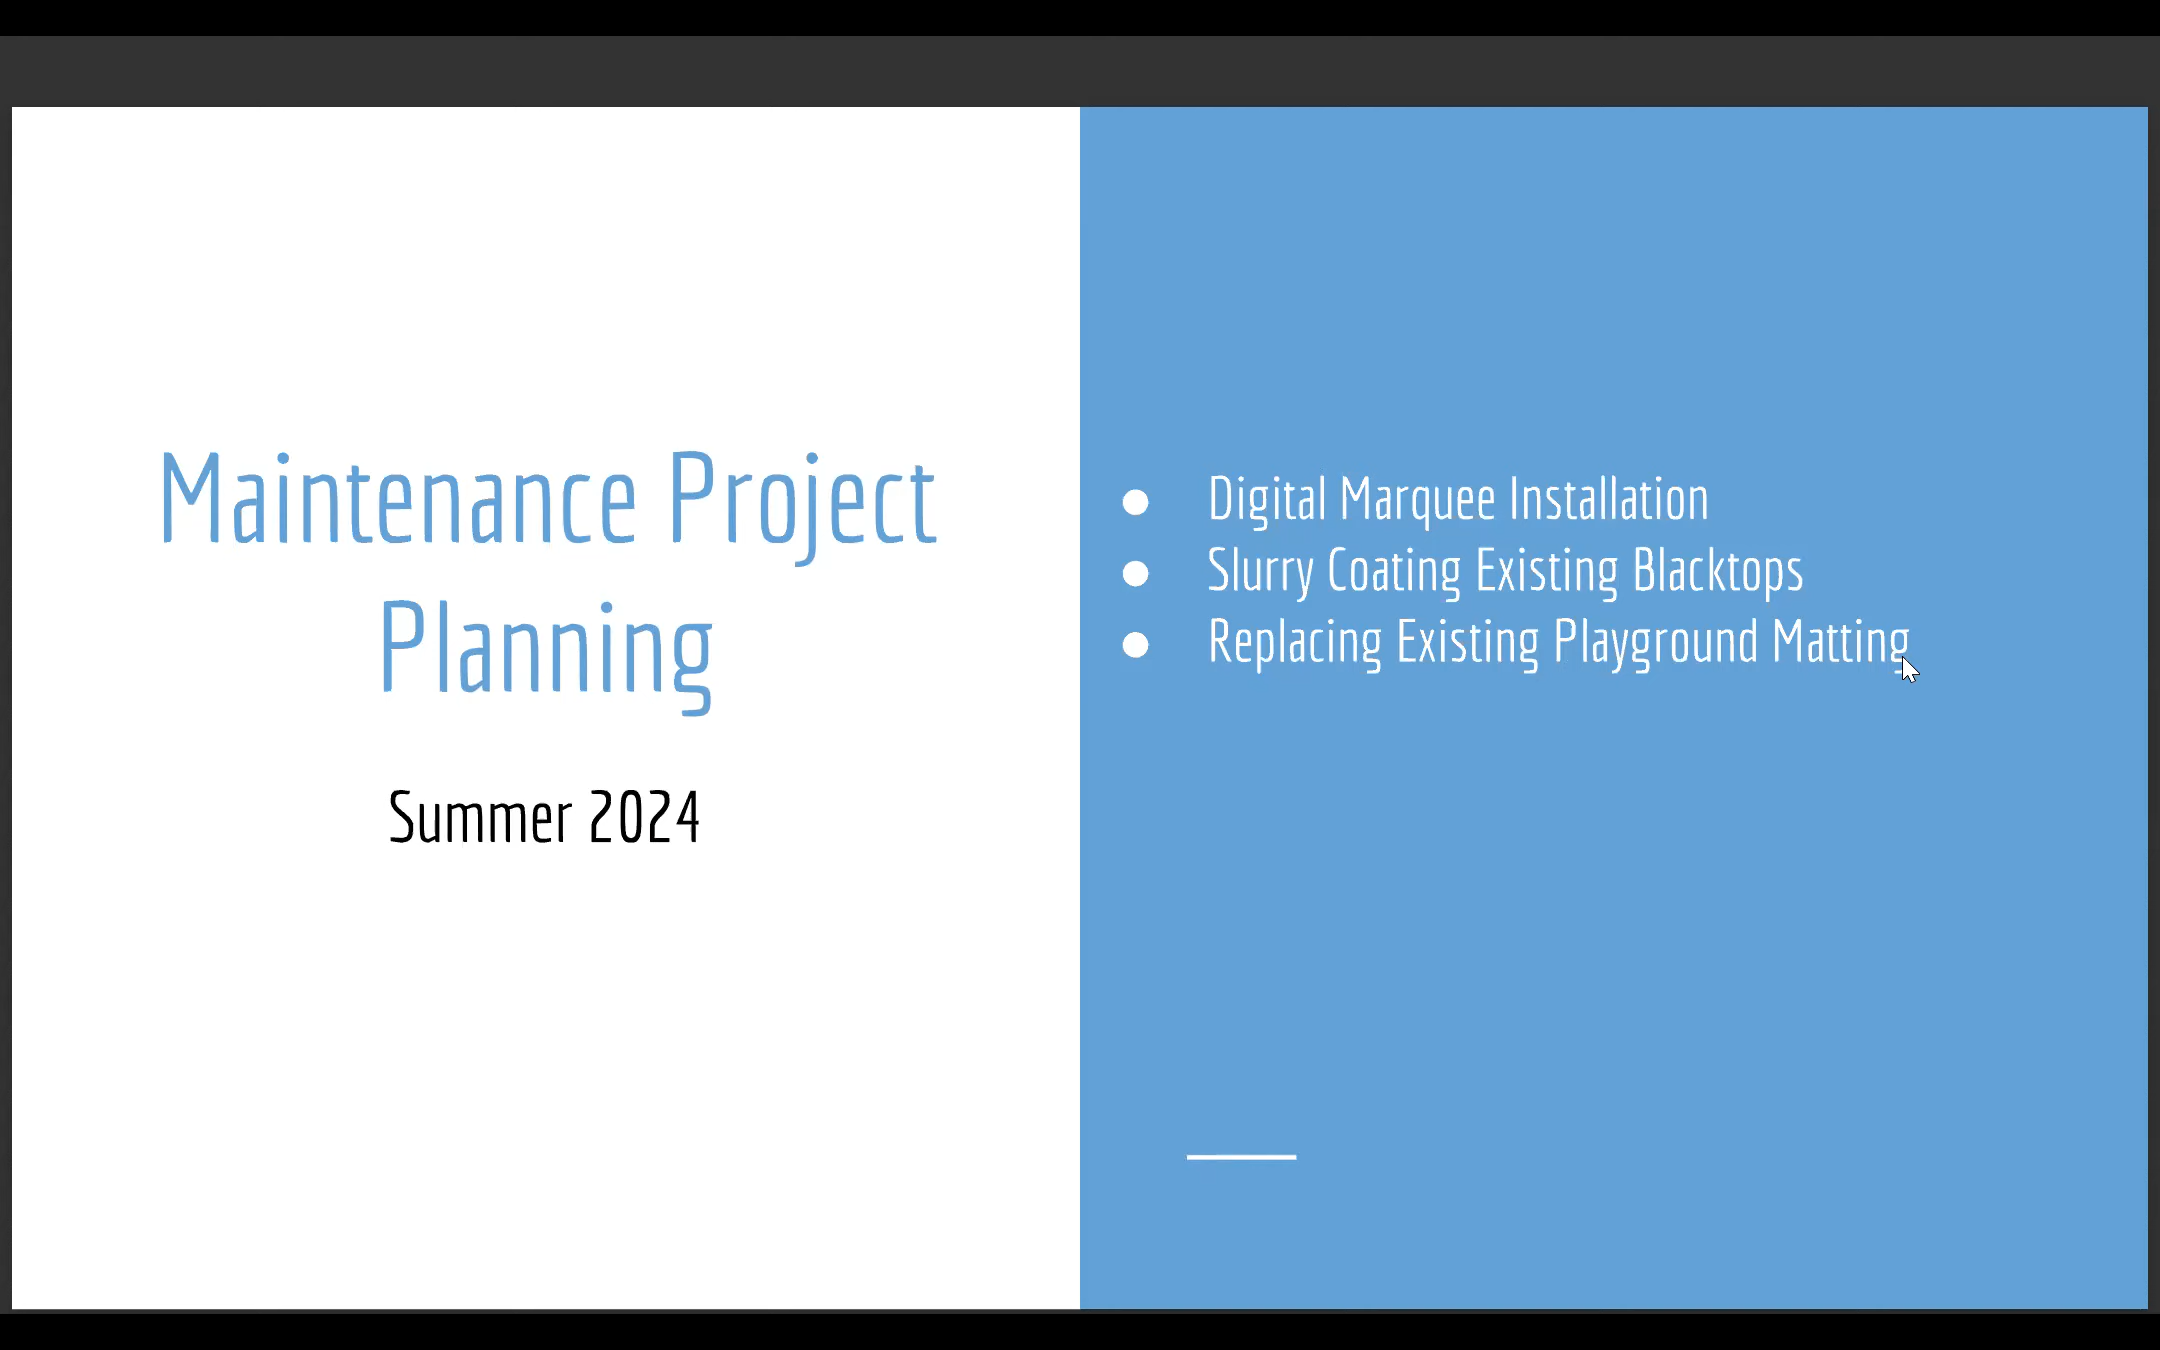 Maintenance Project
Planning
Summer 2024
● Digital Marquee Installation
● Slurry Coating Existing Blacktops
● Replacing Existing Playground Matting